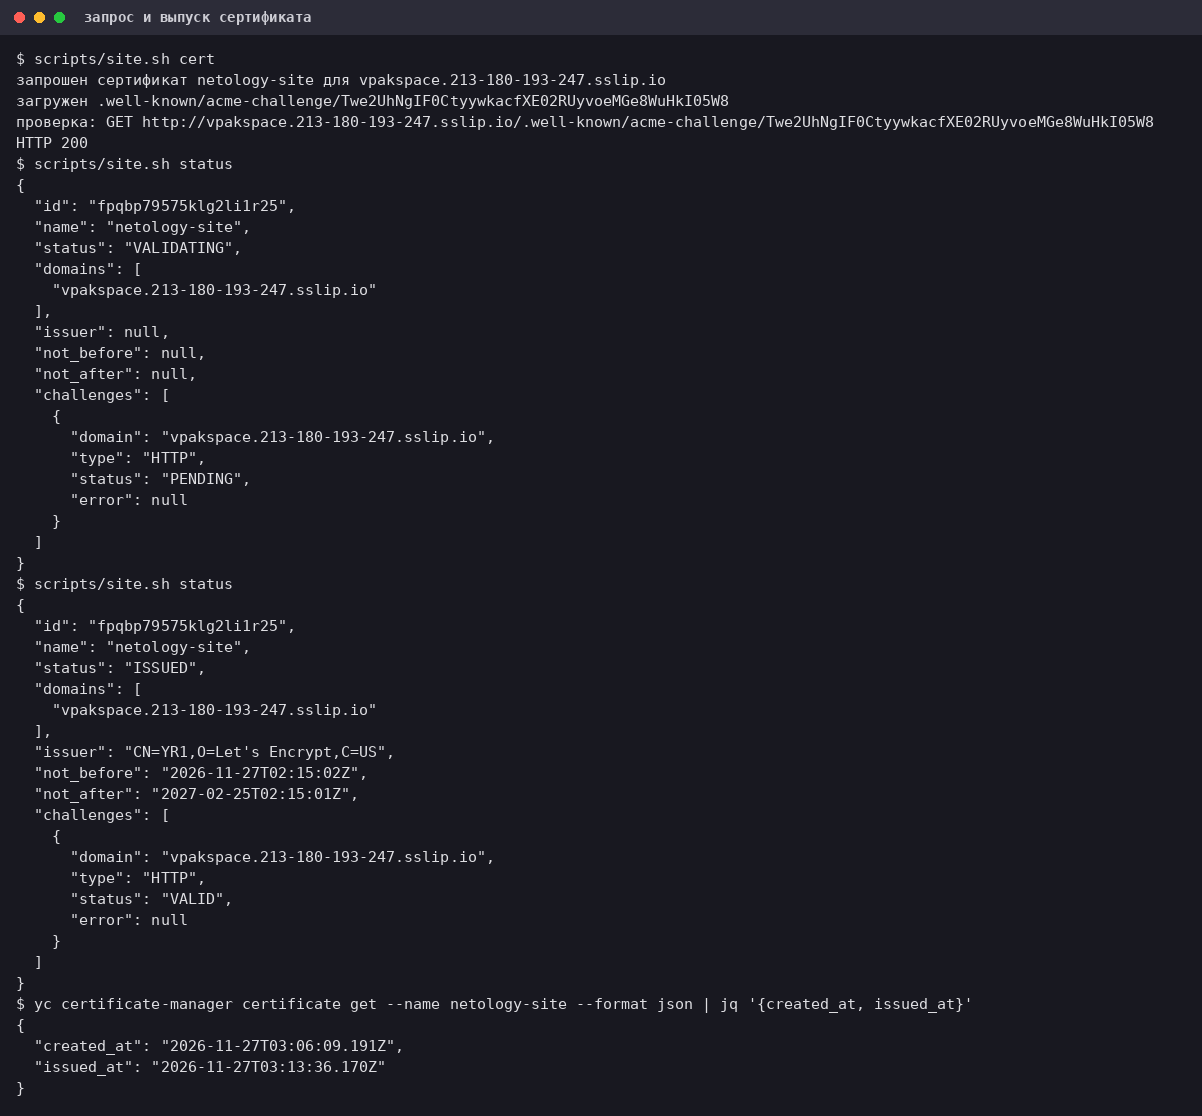 запрос и выпуск сертификата
$ scripts/site.sh cert
запрошен сертификат netology-site для vpakspace.213-180-193-247.sslip.io
загружен .well-known/acme-challenge/Twe2UhNgIF0CtyywkacfXE02RUyvoeMGe8WuHkI05W8
проверка: GET http://vpakspace.213-180-193-247.sslip.io/.well-known/acme-challenge/Twe2UhNgIF0CtyywkacfXE02RUyvoeMGe8WuHkI05W8
HTTP 200
$ scripts/site.sh status
{
  "id": "fpqbp79575klg2li1r25",
  "name": "netology-site",
  "status": "VALIDATING",
  "domains": [
    "vpakspace.213-180-193-247.sslip.io"
  ],
  "issuer": null,
  "not_before": null,
  "not_after": null,
  "challenges": [
    {
      "domain": "vpakspace.213-180-193-247.sslip.io",
      "type": "HTTP",
      "status": "PENDING",
      "error": null
    }
  ]
}
$ scripts/site.sh status
{
  "id": "fpqbp79575klg2li1r25",
  "name": "netology-site",
  "status": "ISSUED",
  "domains": [
    "vpakspace.213-180-193-247.sslip.io"
  ],
  "issuer": "CN=YR1,O=Let's Encrypt,C=US",
  "not_before": "2026-11-27T02:15:02Z",
  "not_after": "2027-02-25T02:15:01Z",
  "challenges": [
    {
      "domain": "vpakspace.213-180-193-247.sslip.io",
      "type": "HTTP",
      "status": "VALID",
      "error": null
    }
  ]
}
$ yc certificate-manager certificate get --name netology-site --format json | jq '{created_at, issued_at}'
{
  "created_at": "2026-11-27T03:06:09.191Z",
  "issued_at": "2026-11-27T03:13:36.170Z"
}